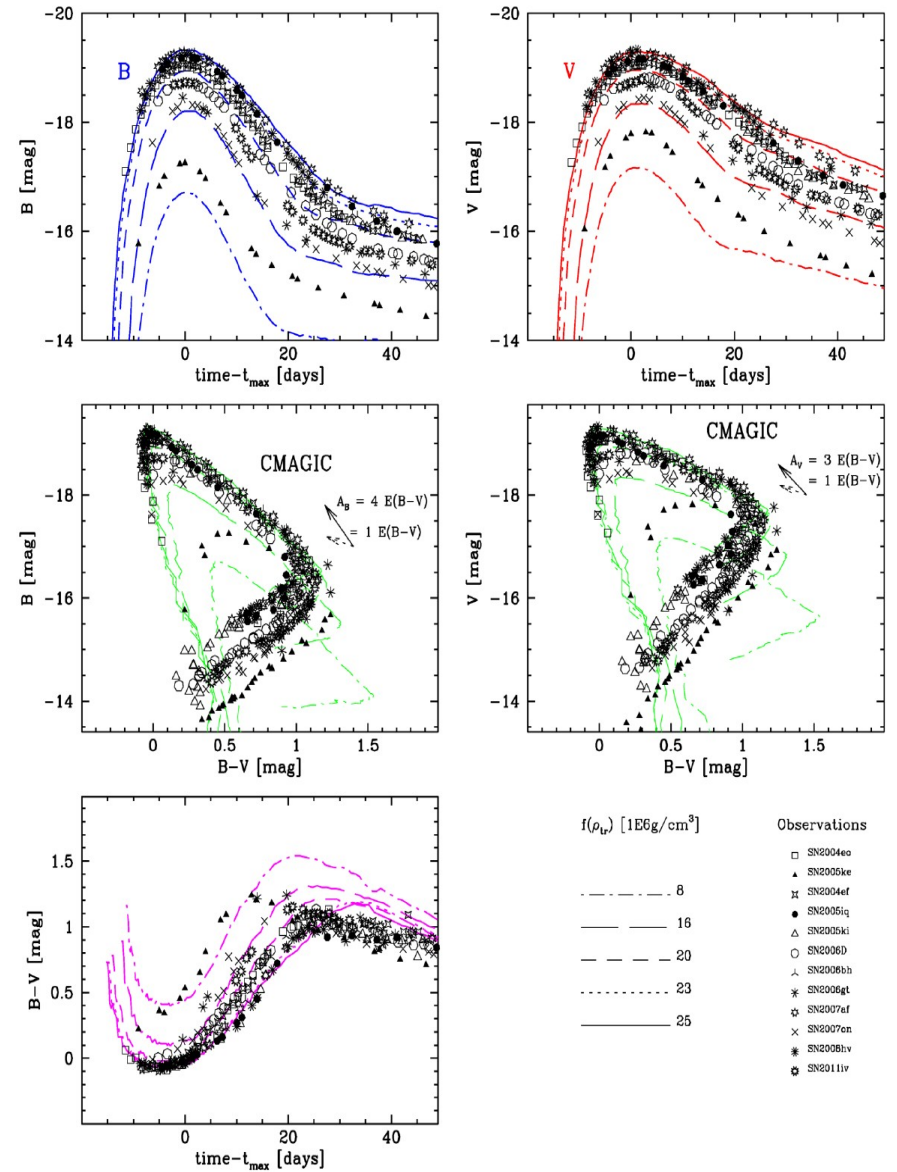 -20
-18
-16
-14
B [mag]
B
0
20
40
time-t_max [days]
-20
-18
-16
-14
V [mag]
V
0
20
40
time-t_max [days]
CMAGIC
A_B = 4 E(B-V)
= 1 E(B-V)
-18
-16
-14
B [mag]
0
0.5
1
1.5
B-V [mag]
CMAGIC
A_V = 3 E(B-V)
= 1 E(B-V)
-18
-16
-14
V [mag]
0
0.5
1
1.5
B-V [mag]
1.5
1
0.5
0
B-V [mag]
0
20
40
time-t_max [days]
f(ρ_tr) [1E6g/cm^3]
8
16
20
23
25
Observations
SN2004eo
SN2005ke
SN2004ef
SN2005iq
SN2005ki
SN2006D
SN2006bh
SN2006gt
SN2007af
SN2007on
SN2008hv
SN2011iv